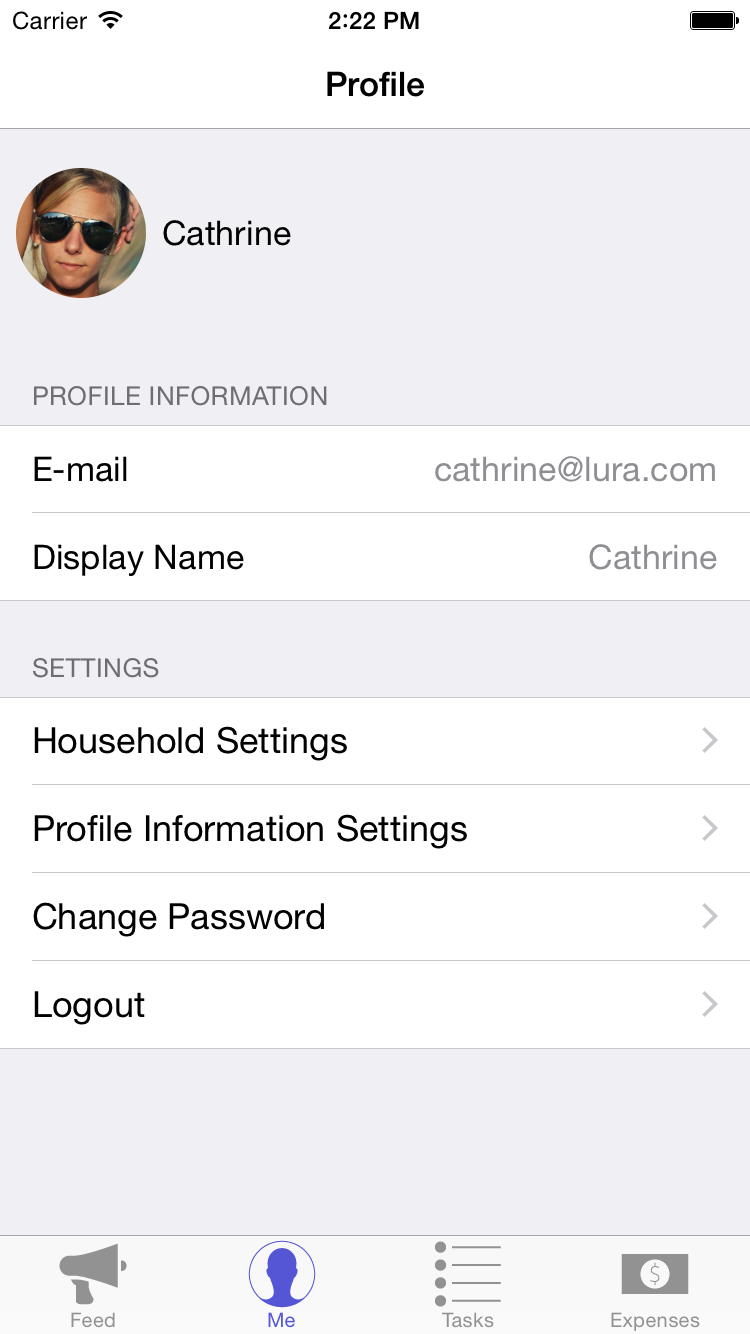 Carrier 2:22 PM
Profile
Cathrine
PROFILE INFORMATION
E-mail cathrine@lura.com
Display Name Cathrine
SETTINGS
Household Settings
Profile Information Settings
Change Password
Logout
$
Feed Me Tasks Expenses